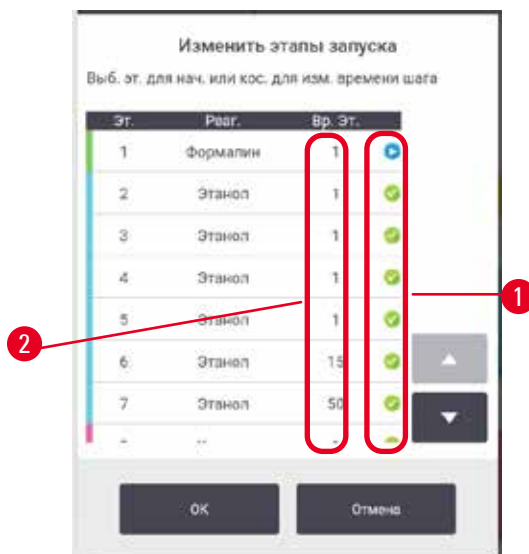 Изменить этапы запуска
Выб. эт. для нач. или кос. для изм. времени шага
Эт. Реаг. Вр. Эт.
1 Формалин 1
2 Этанол 1
3 Этанол 1
4 Этанол 1
5 Этанол 1
6 Этанол 15
7 Этанол 50
1
2
ОК Отмена